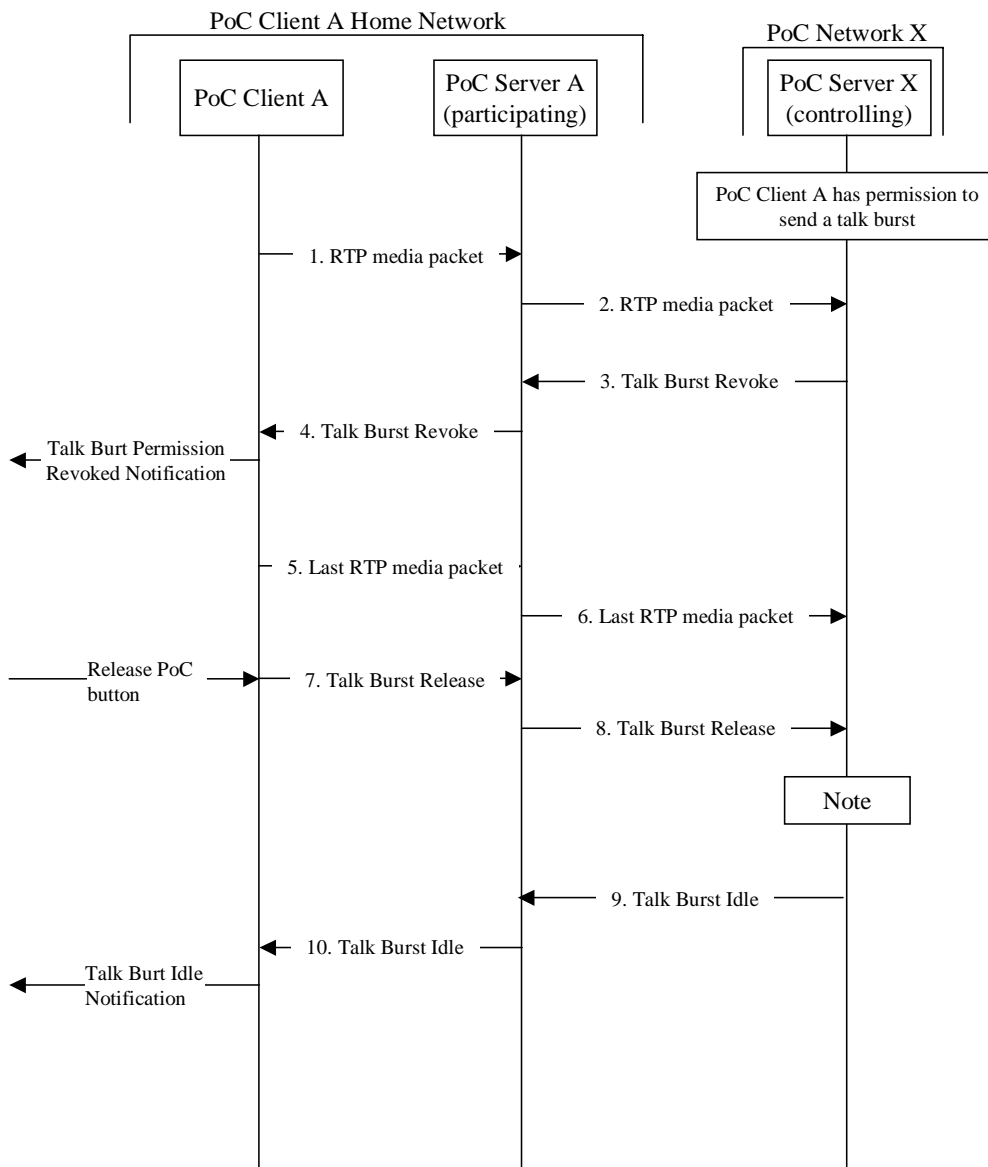 PoC Client A Home Network
PoC Network X
PoC Client A
PoC Server A
(participating)
PoC Server X
(controlling)
PoC Client A has permission to
send a talk burst
1. RTP media packet
2. RTP media packet
3. Talk Burst Revoke
4. Talk Burst Revoke
Talk Burt Permission
Revoked Notification
5. Last RTP media packet
6. Last RTP media packet
Release PoC
button
7. Talk Burst Release
8. Talk Burst Release
Note
9. Talk Burst Idle
10. Talk Burst Idle
Talk Burt Idle
Notification